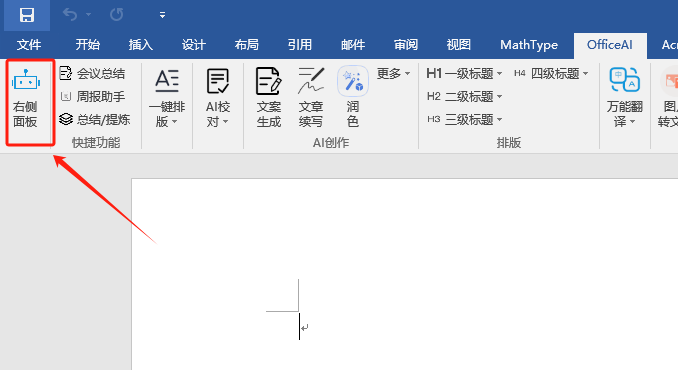 文件 开始 插入 设计 布局 引用 邮件 审阅 视图 MathType OfficeAI Acr
右侧
面板
会议总结
周报助手
总结/提炼
快捷功能
一键排
版
AI校
对
文案
生成
文章
续写
润
色
更多
AI创作
H1 一级标题
H2 二级标题
H3 三级标题
H4 四级标题
排版
万能翻
译
转文